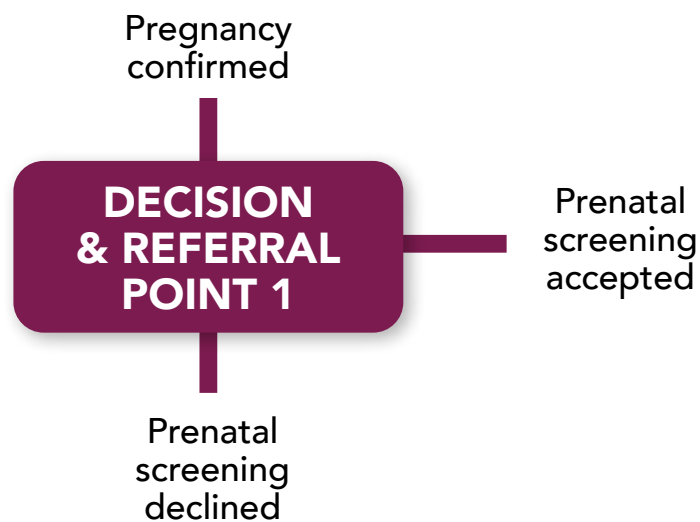 Pregnancy
confirmed
DECISION
& REFERRAL
POINT 1
Prenatal
screening
accepted
Prenatal
screening
declined